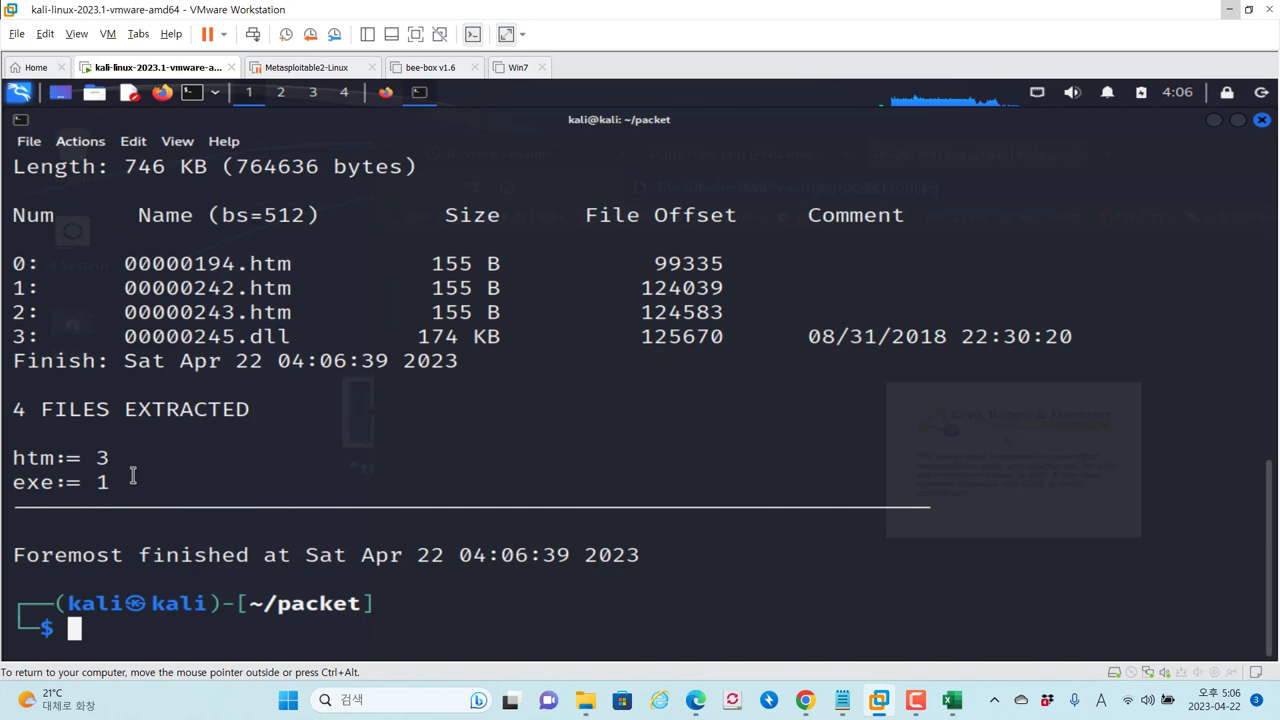 kali-linux-2023.1-vmware-amd64 - VMware Workstation
File Edit View VM Tabs Help
Home kali-linux-2023.1-vmware-a... Metasploitable2-Linux bee-box v1.6 Win7
1 2 3 4 4:06
kali@kali: ~/packet
File Actions Edit View Help
Length: 746 KB (764636 bytes)
Num Name (bs=512) Size File Offset Comment
0: 00000194.htm 155 B 99335
1: 00000242.htm 155 B 124039
2: 00000243.htm 155 B 124583
3: 00000245.dll 174 KB 125670 08/31/2018 22:30:20
Finish: Sat Apr 22 04:06:39 2023
4 FILES EXTRACTED
htm:= 3
exe:= 1
Foremost finished at Sat Apr 22 04:06:39 2023
(kali㉿kali)-[~/packet]
$
To return to your computer, move the mouse pointer outside or press Ctrl+Alt.
21°C
대체로 화창
검색
A
오후 5:06
2023-04-22
3